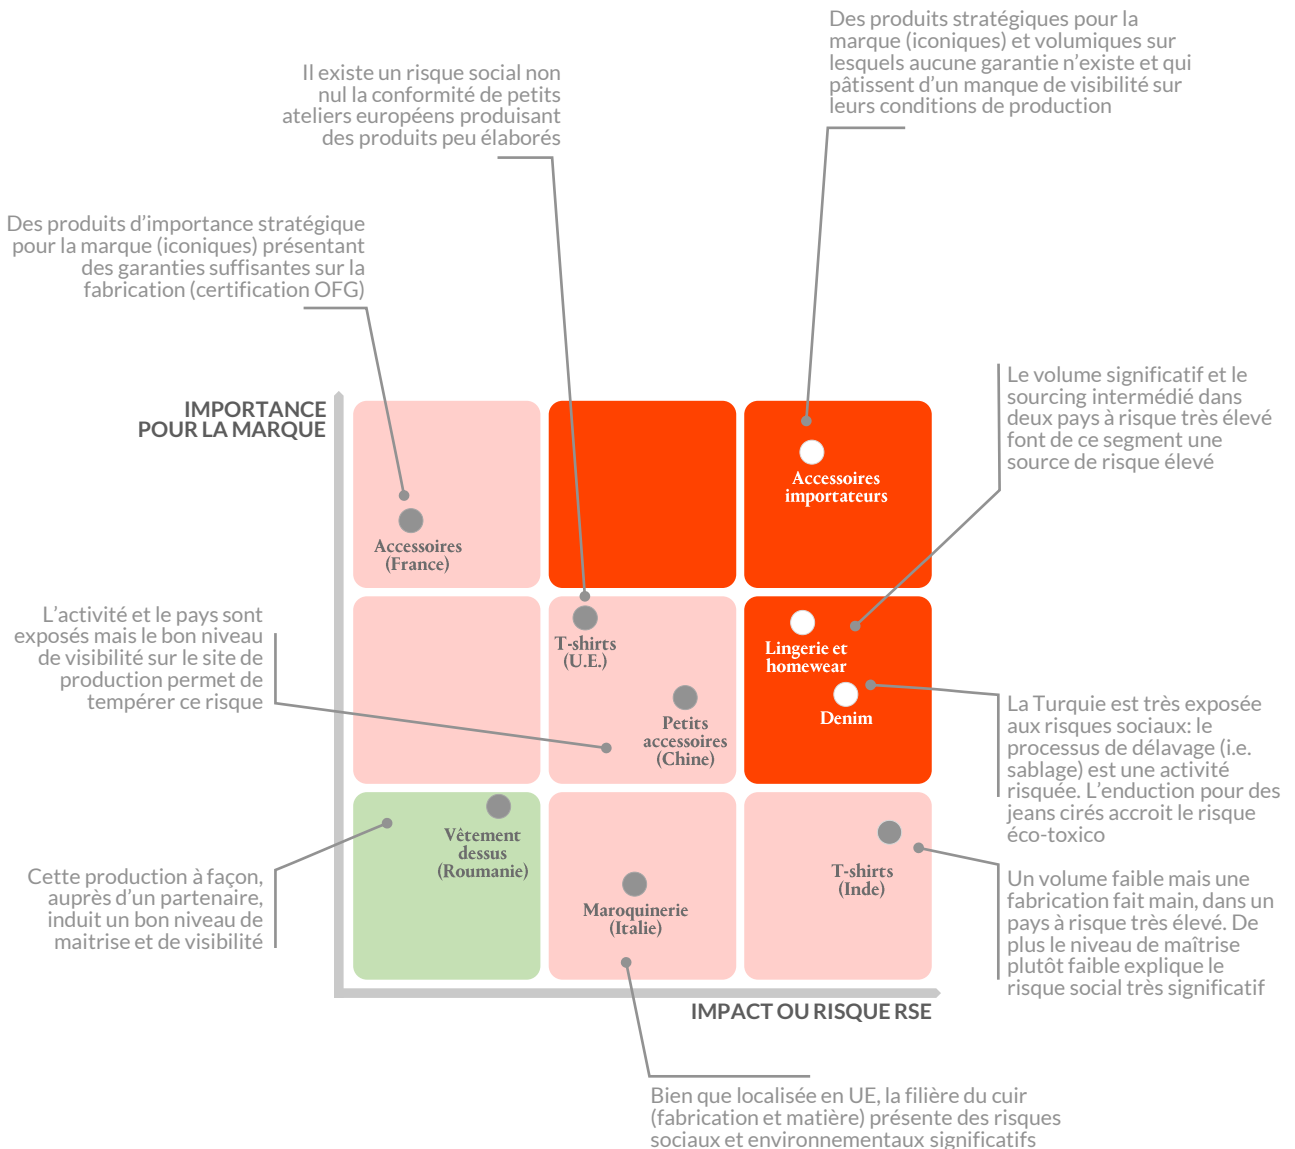 Des produits stratégiques pour la
marque (iconiques) et volumiques sur
lesquels aucune garantie n’existe et qui
pâtissent d’un manque de visibilité sur
leurs conditions de production
Il existe un risque social non
nul la conformité de petits
ateliers européens produisant
des produits peu élaborés
Des produits d’importance stratégique
pour la marque (iconiques) présentant
des garanties suffisantes sur la
fabrication (certification OFG)
Le volume significatif et le
sourcing intermédié dans
deux pays à risque très élevé
font de ce segment une
source de risque élevé
IMPORTANCE
POUR LA MARQUE
Accessoires
importateurs
Accessoires
(France)
L’activité et le pays sont
exposés mais le bon niveau
de visibilité sur le site de
production permet de
tempérer ce risque
T-shirts
(U.E.)
Lingerie et
homewear
Petits
accessoires
(Chine)
Denim
La Turquie est très exposée
aux risques sociaux: le
processus de délavage (i.e.
sablage) est une activité
risquée. L’enduction pour des
jeans cirés accroit le risque
éco-toxico
Vêtement
dessus
(Roumanie)
Cette production à façon,
auprès d’un partenaire,
induit un bon niveau de
maitrise et de visibilité
Maroquinerie
(Italie)
T-shirts
(Inde)
Un volume faible mais une
fabrication fait main, dans un
pays à risque très élevé. De
plus le niveau de maîtrise
plutôt faible explique le
risque social très significatif
IMPACT OU RISQUE RSE
Bien que localisée en UE, la filière du cuir
(fabrication et matière) présente des risques
sociaux et environnementaux significatifs